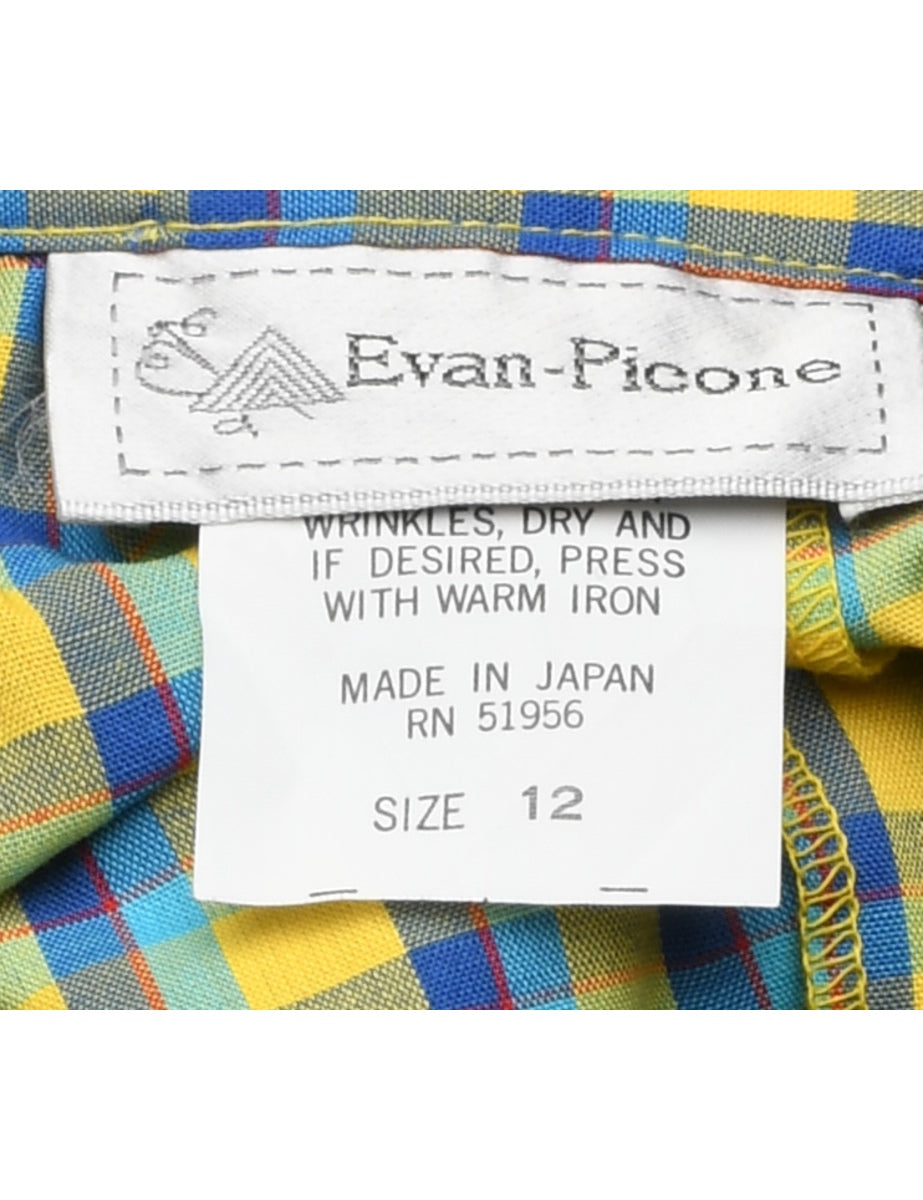 Evan-Picone
WRINKLES, DRY AND
IF DESIRED, PRESS
WITH WARM IRON
MADE IN JAPAN
RN 51956
SIZE 12